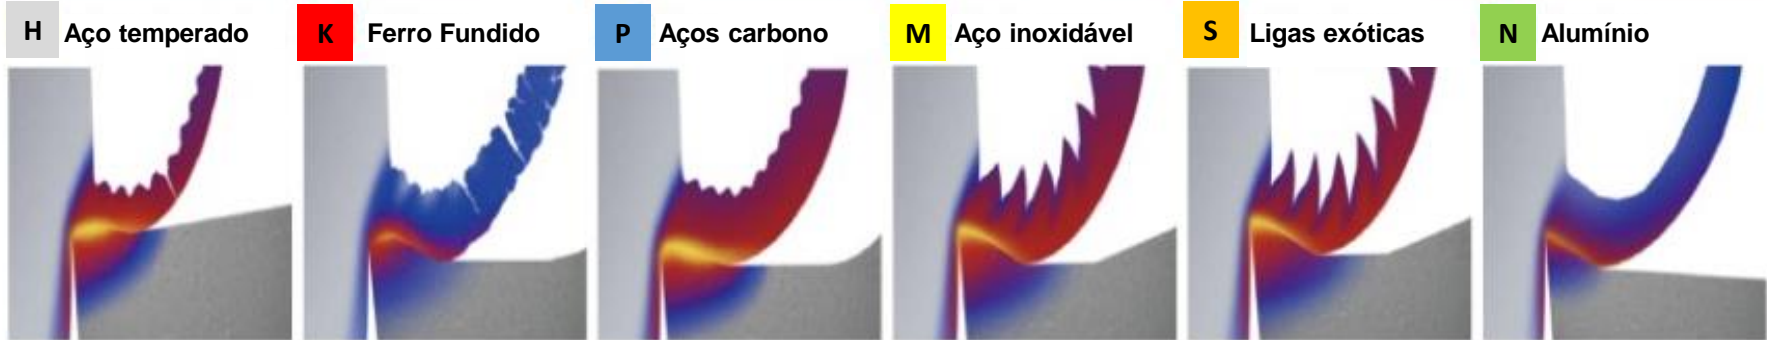 H Aço temperado
K Ferro Fundido
P Aços carbono
M Aço inoxidável
S Ligas exóticas
N Alumínio